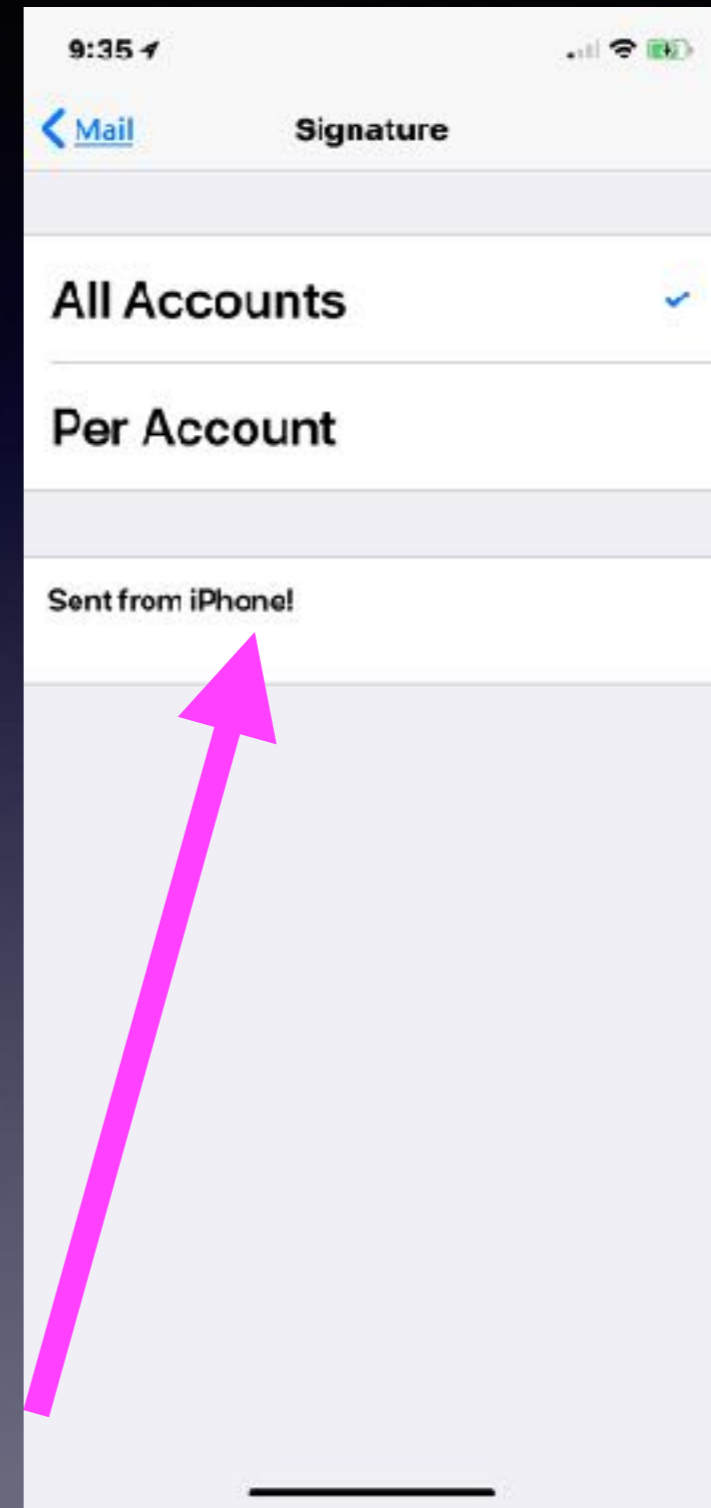 9:35
Mail
Signature
All Accounts
Per Account
Sent from iPhone!